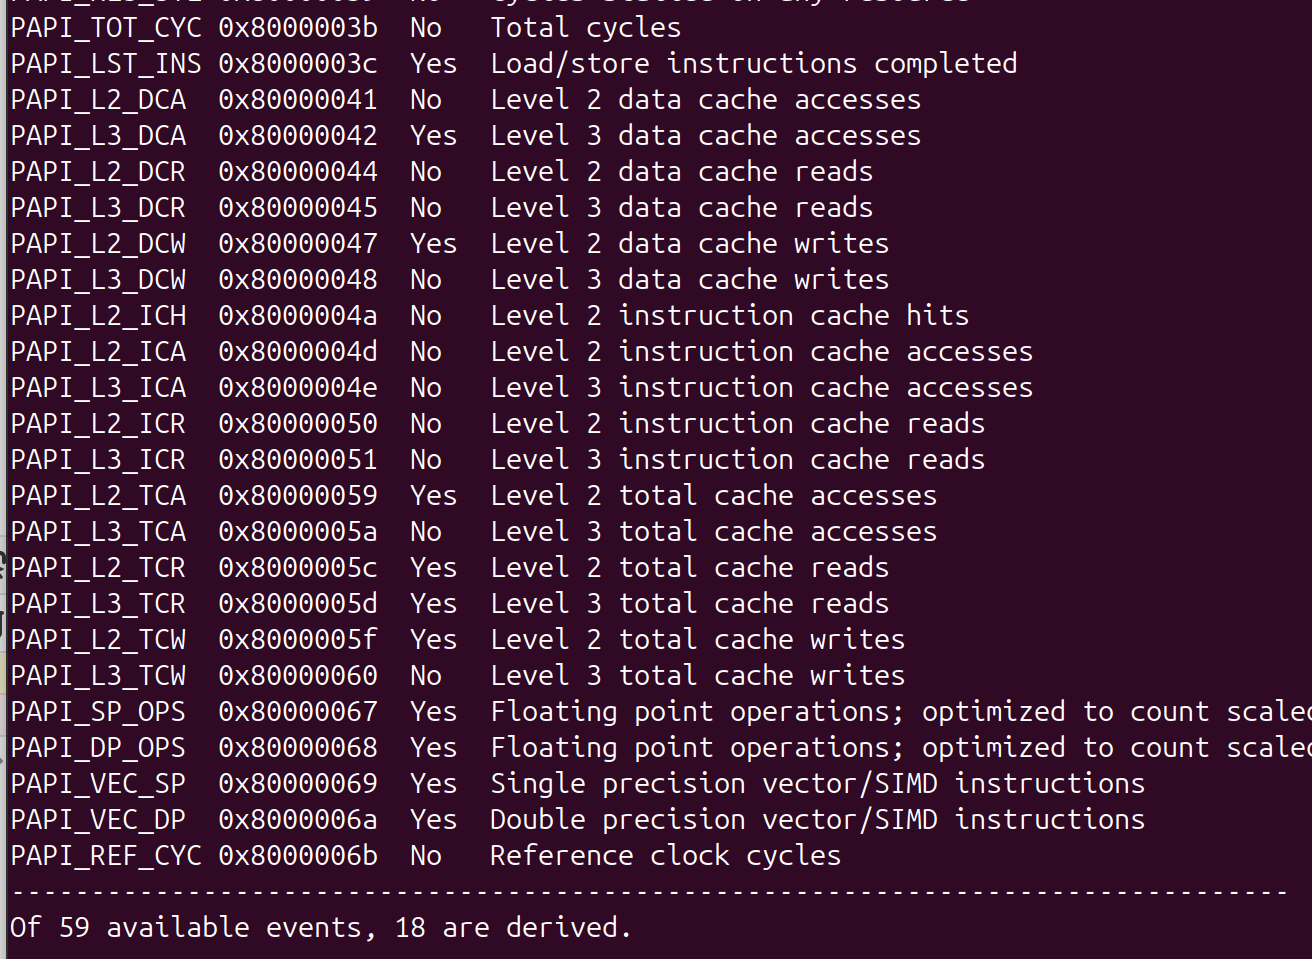 PAPI_TOT_CYC 0x8000003b No Total cycles
PAPI_LST_INS 0x8000003c Yes Load/store instructions completed
PAPI_L2_DCA 0x80000041 No Level 2 data cache accesses
PAPI_L3_DCA 0x80000042 Yes Level 3 data cache accesses
PAPI_L2_DCR 0x80000044 No Level 2 data cache reads
PAPI_L3_DCR 0x80000045 No Level 3 data cache reads
PAPI_L2_DCW 0x80000047 Yes Level 2 data cache writes
PAPI_L3_DCW 0x80000048 No Level 3 data cache writes
PAPI_L2_ICH 0x8000004a No Level 2 instruction cache hits
PAPI_L2_ICA 0x8000004d No Level 2 instruction cache accesses
PAPI_L3_ICA 0x8000004e No Level 3 instruction cache accesses
PAPI_L2_ICR 0x80000050 No Level 2 instruction cache reads
PAPI_L3_ICR 0x80000051 No Level 3 instruction cache reads
PAPI_L2_TCA 0x80000059 Yes Level 2 total cache accesses
PAPI_L3_TCA 0x8000005a No Level 3 total cache accesses
PAPI_L2_TCR 0x8000005c Yes Level 2 total cache reads
PAPI_L3_TCR 0x8000005d Yes Level 3 total cache reads
PAPI_L2_TCW 0x8000005f Yes Level 2 total cache writes
PAPI_L3_TCW 0x80000060 No Level 3 total cache writes
PAPI_SP_OPS 0x80000067 Yes Floating point operations; optimized to count scaled
PAPI_DP_OPS 0x80000068 Yes Floating point operations; optimized to count scaled
PAPI_VEC_SP 0x80000069 Yes Single precision vector/SIMD instructions
PAPI_VEC_DP 0x8000006a Yes Double precision vector/SIMD instructions
PAPI_REF_CYC 0x8000006b No Reference clock cycles
--------------------------------------------------------------------------------
Of 59 available events, 18 are derived.